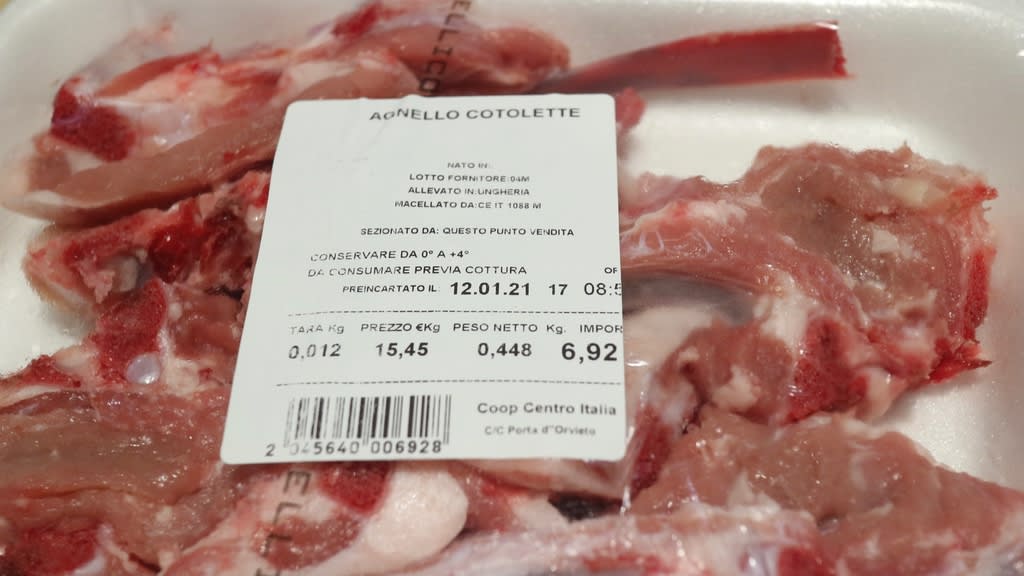 AGNELLO COTOLETTE
NATO IN:
LOTTO FORNITORE:04M
ALLEVATO IN:UNGHERIA
MACELLATO DA:CE IT 1088 M
SEZIONATO DA: QUESTO PUNTO VENDITA
CONSERVARE DA 0° A +4°
DA CONSUMARE PREVIA COTTURA
OF
PREINCARTATO IL: 12.01.21 17 08:5
TARA Kg PREZZO €Kg PESO NETTO Kg. IMPOR
0,012 15,45 0,448 6,92
Coop Centro Italia
C/C Porta d''Orvieto
2 045640 006928